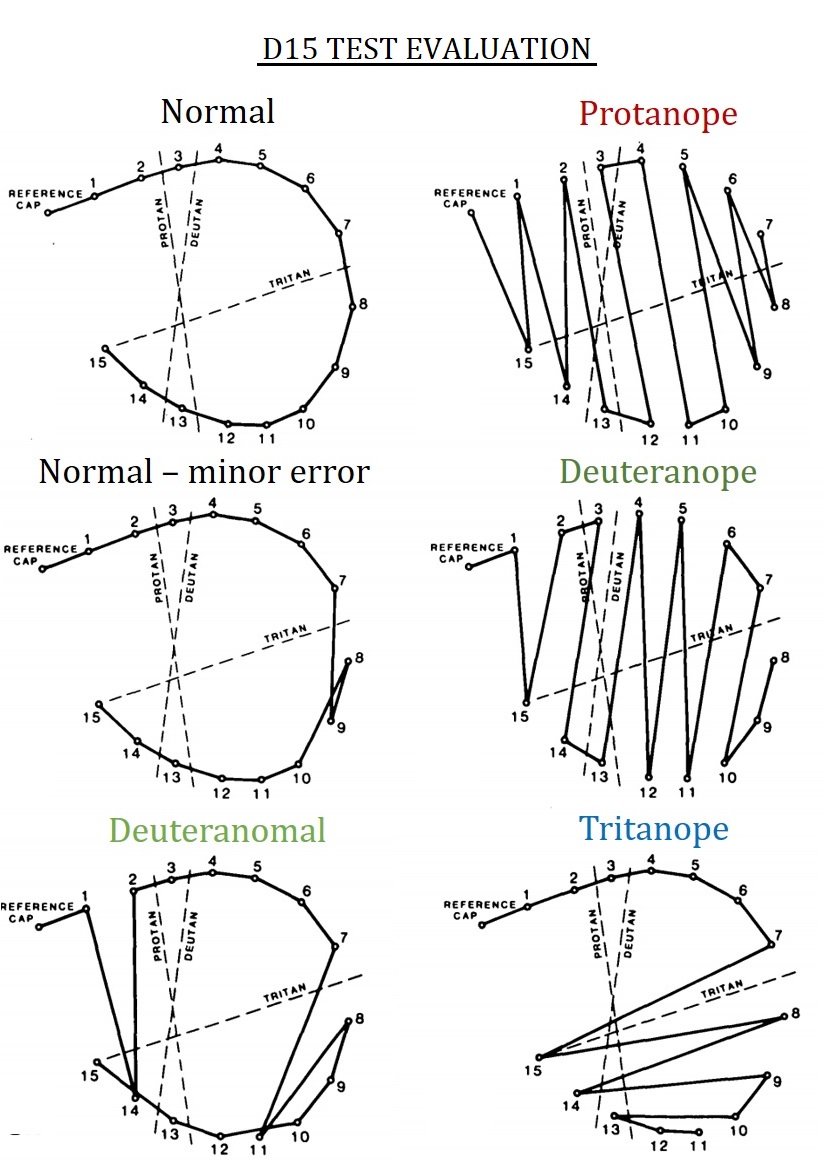 D15 TEST EVALUATION
Normal
REFERENCE
CAP
1
2
3
4
5
6
7
8
9
10
11
12
13
14
15
PROTAN
DEUTAN
TRITAN
Protanope
REFERENCE
CAP
1
2
3
4
5
6
7
8
9
10
11
12
13
14
15
PROTAN
DEUTAN
TRITAN
Normal – minor error
REFERENCE
CAP
1
2
3
4
5
6
7
8
9
10
11
12
13
14
15
PROTAN
DEUTAN
TRITAN
Deuteranope
REFERENCE
CAP
1
2
3
4
5
6
7
8
9
10
11
12
13
14
15
PROTAN
DEUTAN
TRITAN
Deuteranomal
REFERENCE
CAP
1
2
3
4
5
6
7
8
9
10
11
12
13
14
15
PROTAN
DEUTAN
TRITAN
Tritanope
REFERENCE
CAP
1
2
3
4
5
6
7
8
9
10
11
12
13
14
15
PROTAN
DEUTAN
TRITAN